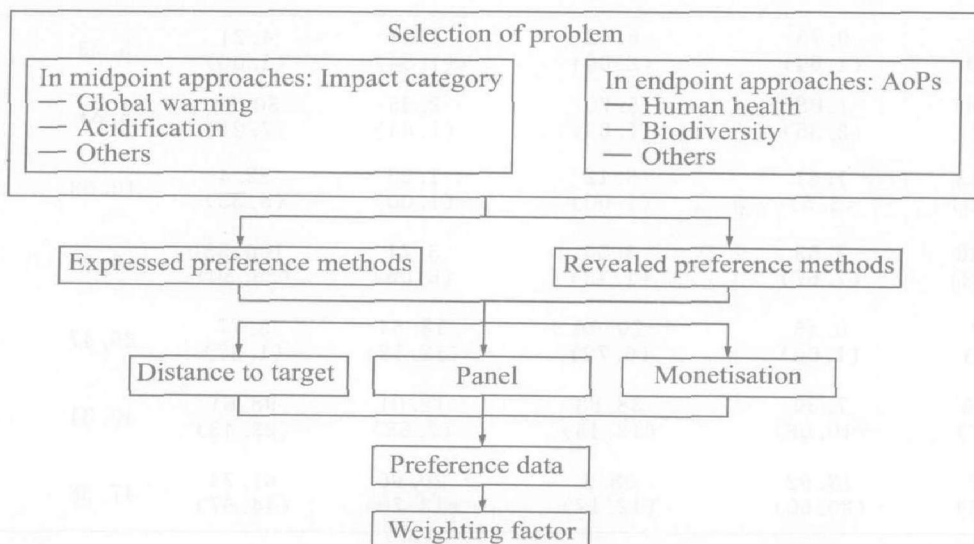 Selection of problem
In midpoint approaches: Impact category
— Global warning
— Acidification
— Others
In endpoint approaches: AoPs
— Human health
— Biodiversity
— Others
Expressed preference methods
Revealed preference methods
Distance to target
Panel
Monetisation
Preference data
Weighting factor